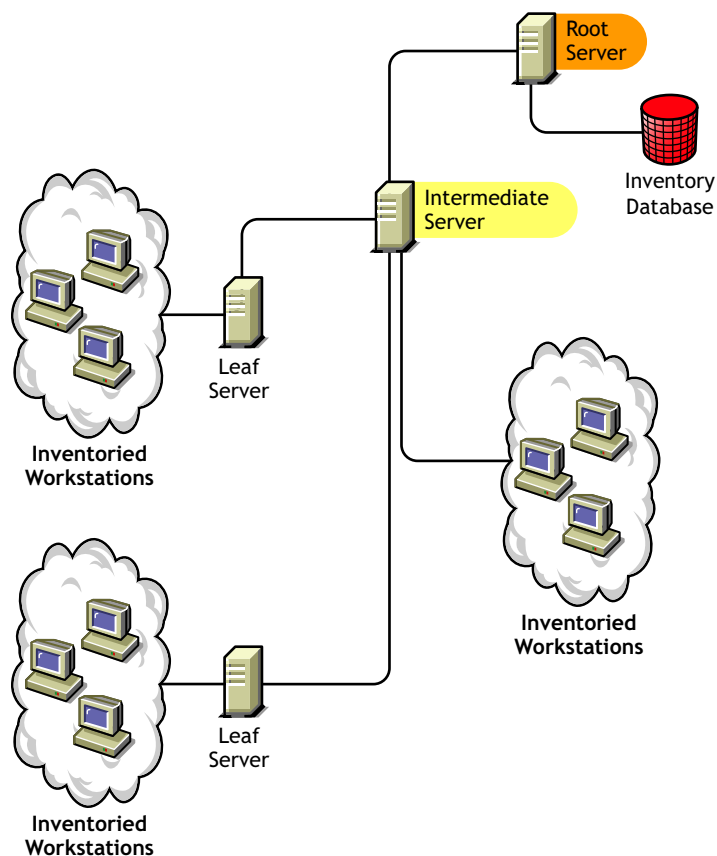 Root
Server
Inventory
Database
Intermediate
Server
Leaf
Server
Inventoried
Workstations
Inventoried
Workstations
Leaf
Server
Inventoried
Workstations